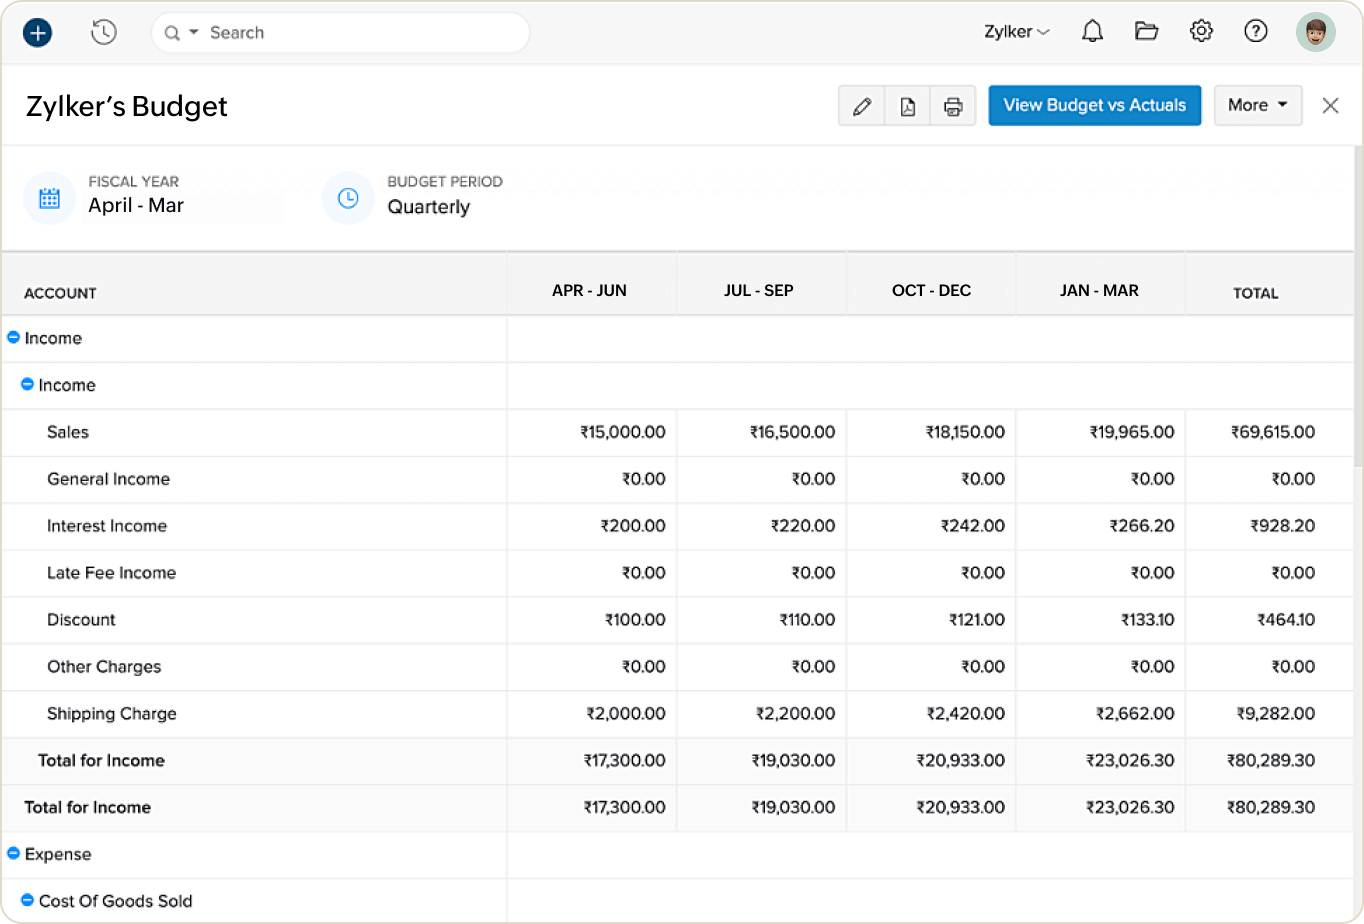 Search
Zylker
Zylker’s Budget
View Budget vs Actuals
More
FISCAL YEAR
April - Mar
BUDGET PERIOD
Quarterly
ACCOUNT APR - JUN JUL - SEP OCT - DEC JAN - MAR TOTAL
Income
Income
Sales ₹15,000.00 ₹16,500.00 ₹18,150.00 ₹19,965.00 ₹69,615.00
General Income ₹0.00 ₹0.00 ₹0.00 ₹0.00 ₹0.00
Interest Income ₹200.00 ₹220.00 ₹242.00 ₹266.20 ₹928.20
Late Fee Income ₹0.00 ₹0.00 ₹0.00 ₹0.00 ₹0.00
Discount ₹100.00 ₹110.00 ₹121.00 ₹133.10 ₹464.10
Other Charges ₹0.00 ₹0.00 ₹0.00 ₹0.00 ₹0.00
Shipping Charge ₹2,000.00 ₹2,200.00 ₹2,420.00 ₹2,662.00 ₹9,282.00
Total for Income ₹17,300.00 ₹19,030.00 ₹20,933.00 ₹23,026.30 ₹80,289.30
Total for Income ₹17,300.00 ₹19,030.00 ₹20,933.00 ₹23,026.30 ₹80,289.30
Expense
Cost Of Goods Sold